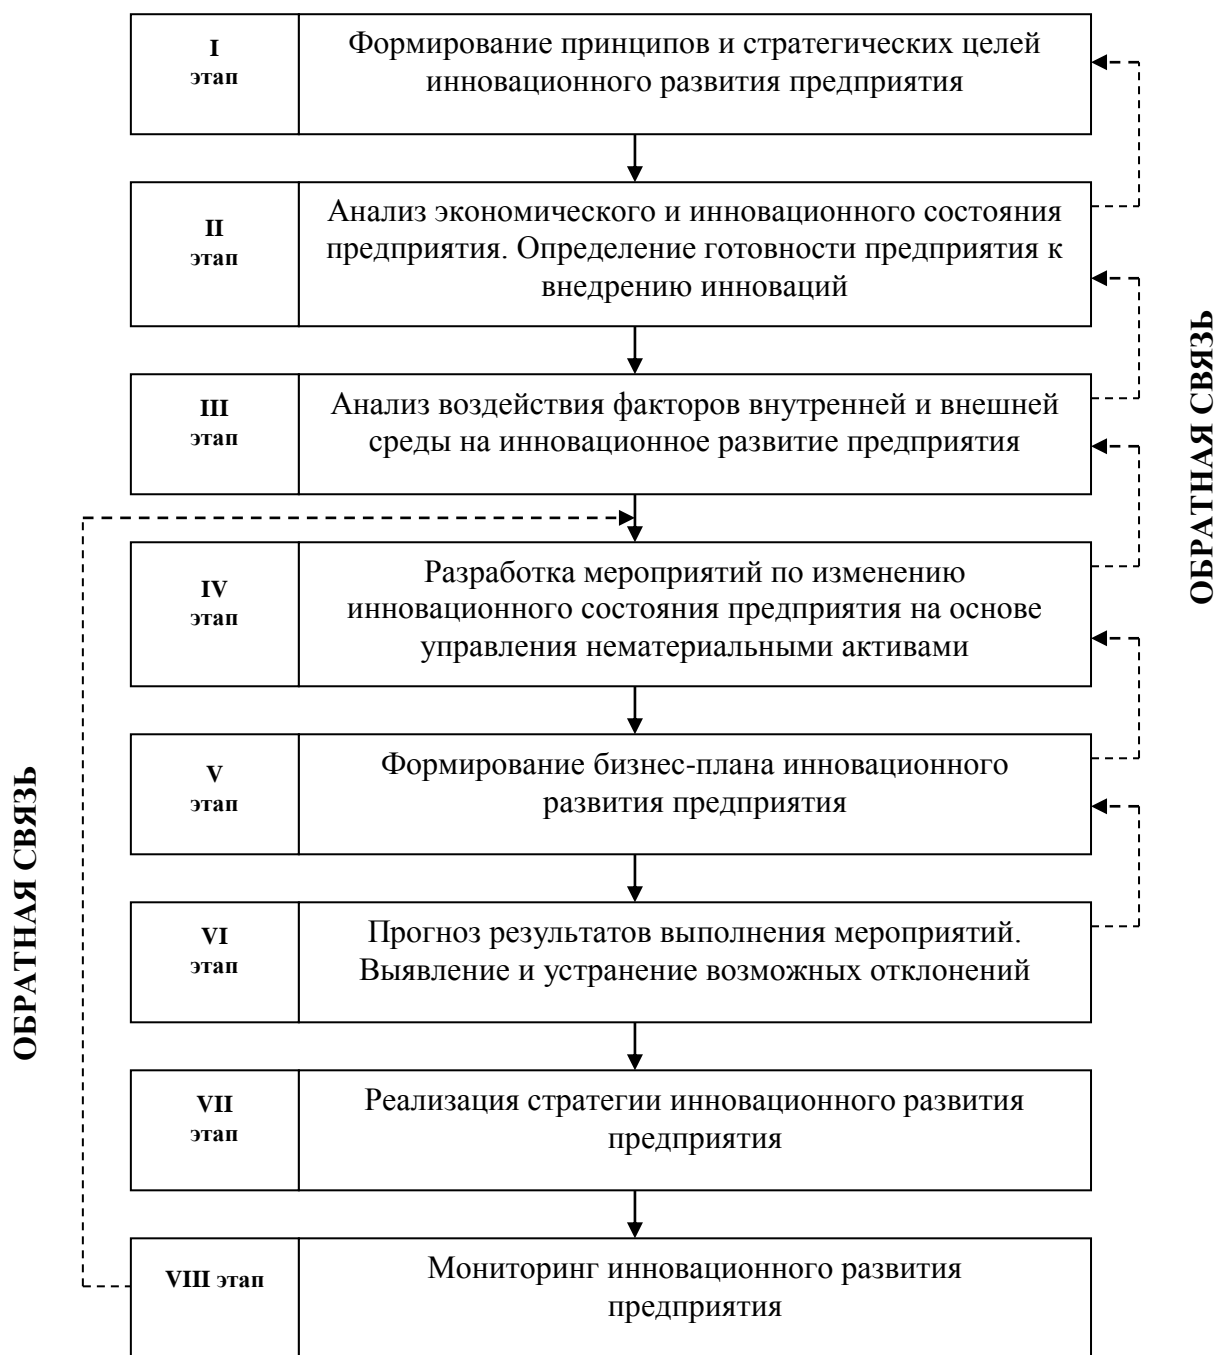 I
этап
Формирование принципов и стратегических целей
инновационного развития предприятия
II
этап
Анализ экономического и инновационного состояния
предприятия. Определение готовности предприятия к
внедрению инноваций
III
этап
Анализ воздействия факторов внутренней и внешней
среды на инновационное развитие предприятия
IV
этап
Разработка мероприятий по изменению
инновационного состояния предприятия на основе
управления нематериальными активами
V
этап
Формирование бизнес-плана инновационного
развития предприятия
VI
этап
Прогноз результатов выполнения мероприятий.
Выявление и устранение возможных отклонений
VII
этап
Реализация стратегии инновационного развития
предприятия
VIII этап
Мониторинг инновационного развития
предприятия
ОБРАТНАЯ СВЯЗЬ
ОБРАТНАЯ СВЯЗЬ